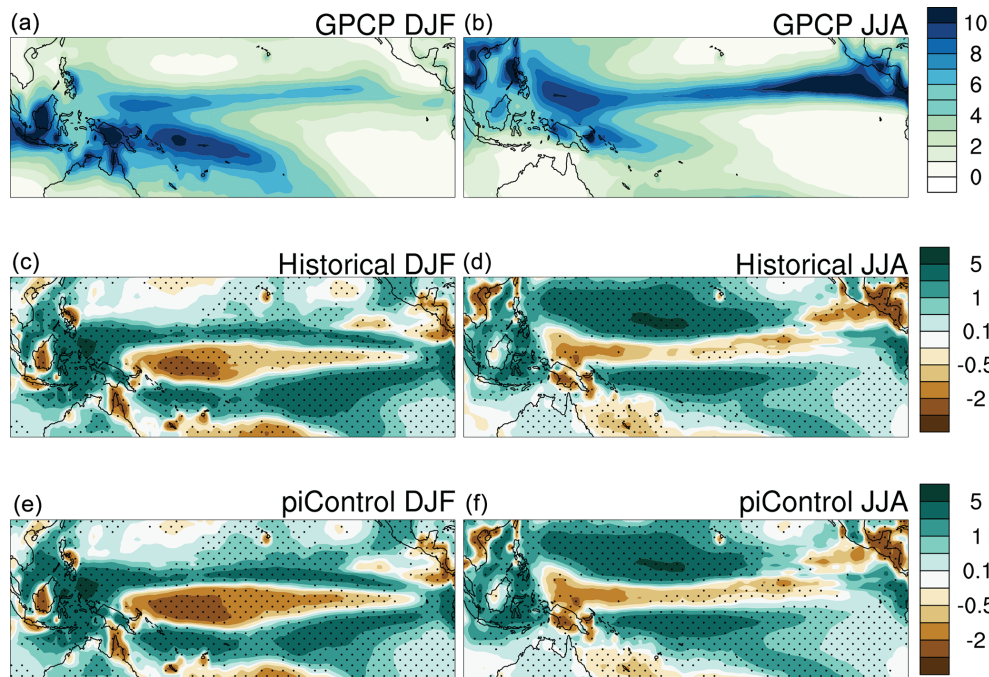 (a) GPCP DJF
(b) GPCP JJA
10
8
6
4
2
0
(c) Historical DJF
(d) Historical JJA
5
1
0.1
-0.5
-2
(e) piControl DJF
(f) piControl JJA
5
1
0.1
-0.5
-2